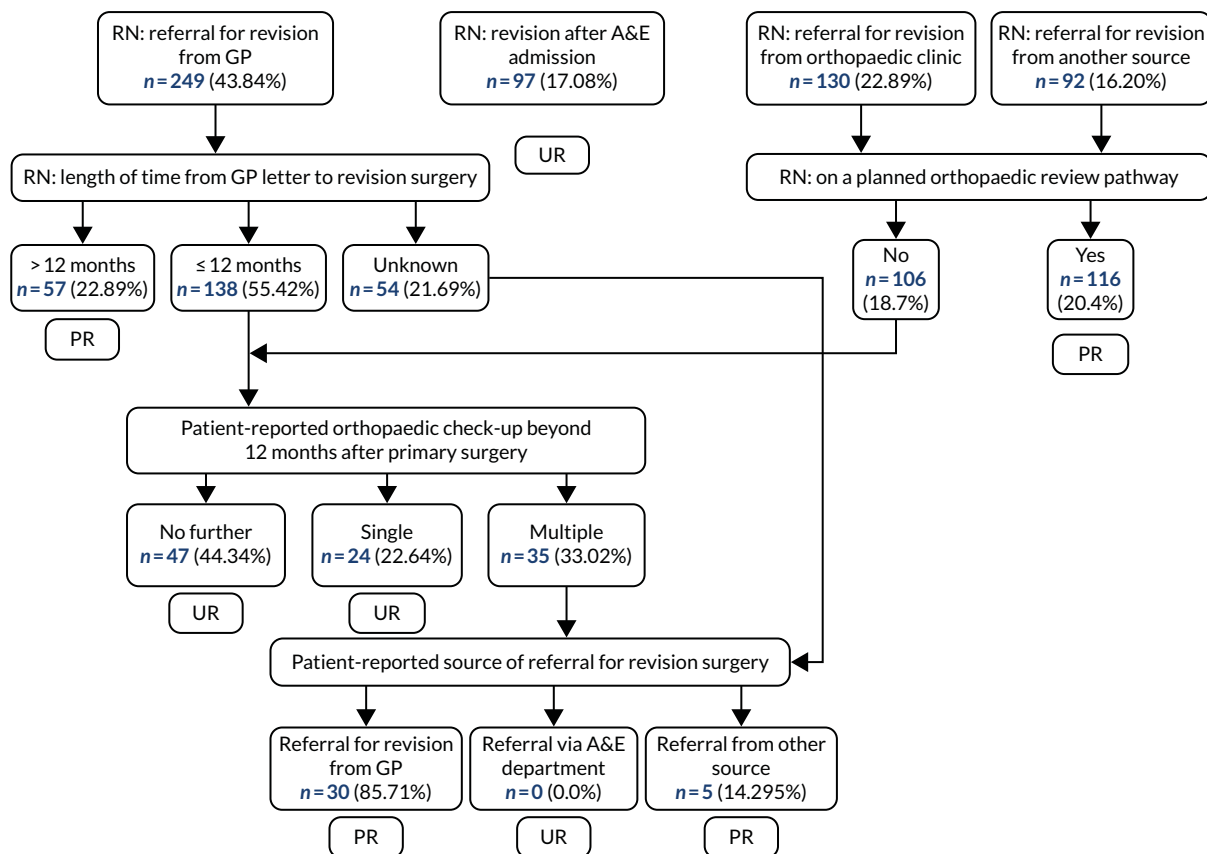 RN: referral for revision
from GP
n = 249 (43.84%)
RN: revision after A&E
admission
n = 97 (17.08%)
RN: referral for revision
from orthopaedic clinic
n = 130 (22.89%)
RN: referral for revision
from another source
n = 92 (16.20%)
UR
RN: length of time from GP letter to revision surgery
RN: on a planned orthopaedic review pathway
> 12 months
n = 57 (22.89%)
≤ 12 months
n = 138 (55.42%)
Unknown
n = 54 (21.69%)
No
n = 106
(18.7%)
Yes
n = 116
(20.4%)
PR
PR
Patient-reported orthopaedic check-up beyond
12 months after primary surgery
No further
n = 47 (44.34%)
Single
n = 24 (22.64%)
Multiple
n = 35 (33.02%)
UR
UR
Patient-reported source of referral for revision surgery
Referral for revision
from GP
n = 30 (85.71%)
Referral via A&E
department
n = 0 (0.0%)
Referral from other
source
n = 5 (14.295%)
PR
UR
PR